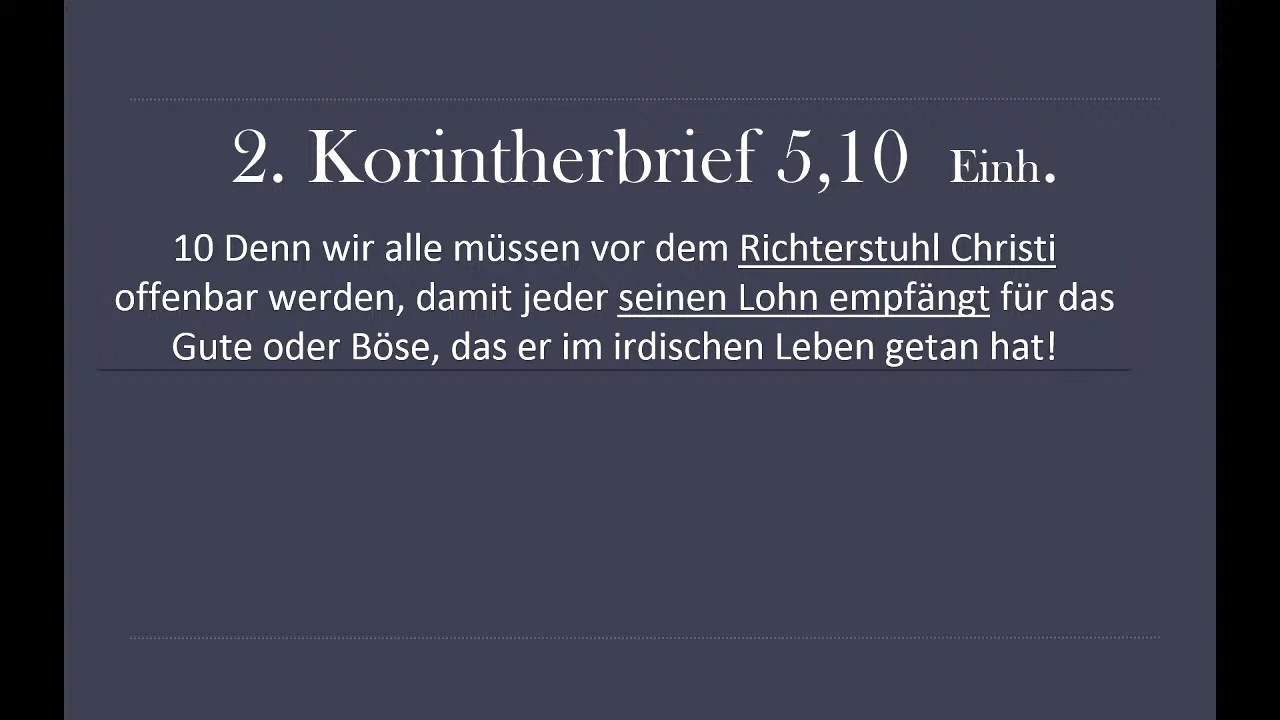 2. Korintherbrief 5,10 Einh.
10 Denn wir alle müssen vor dem Richterstuhl Christi
offenbar werden, damit jeder seinen Lohn empfängt für das
Gute oder Böse, das er im irdischen Leben getan hat!